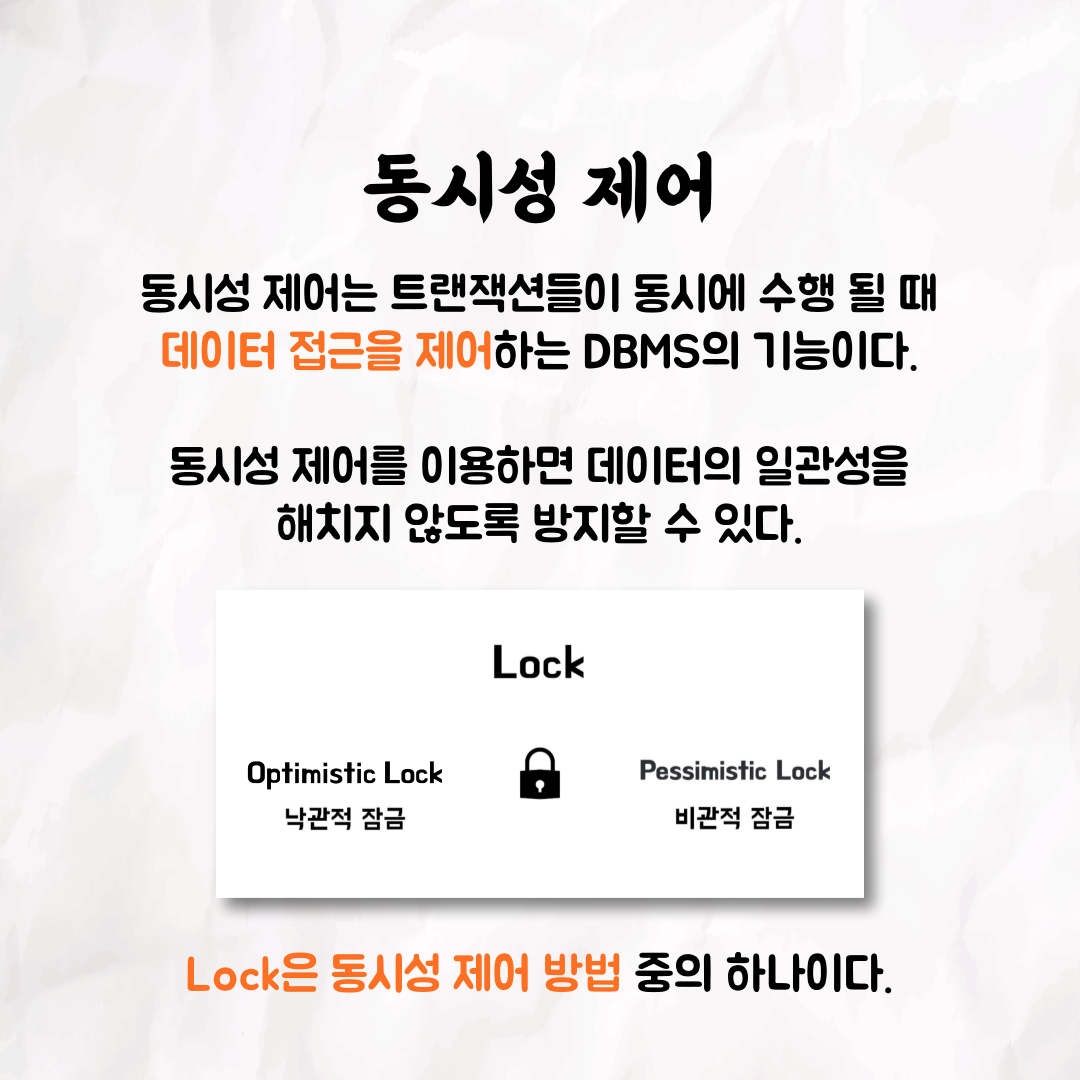 동시성 제어
동시성 제어는 트랜잭션들이 동시에 수행 될 때
데이터 접근을 제어하는 DBMS의 기능이다.
동시성 제어를 이용하면 데이터의 일관성을
해치지 않도록 방지할 수 있다.
Lock
Optimistic Lock
낙관적 잠금
Pessimistic Lock
비관적 잠금
Lock은 동시성 제어 방법 중의 하나이다.